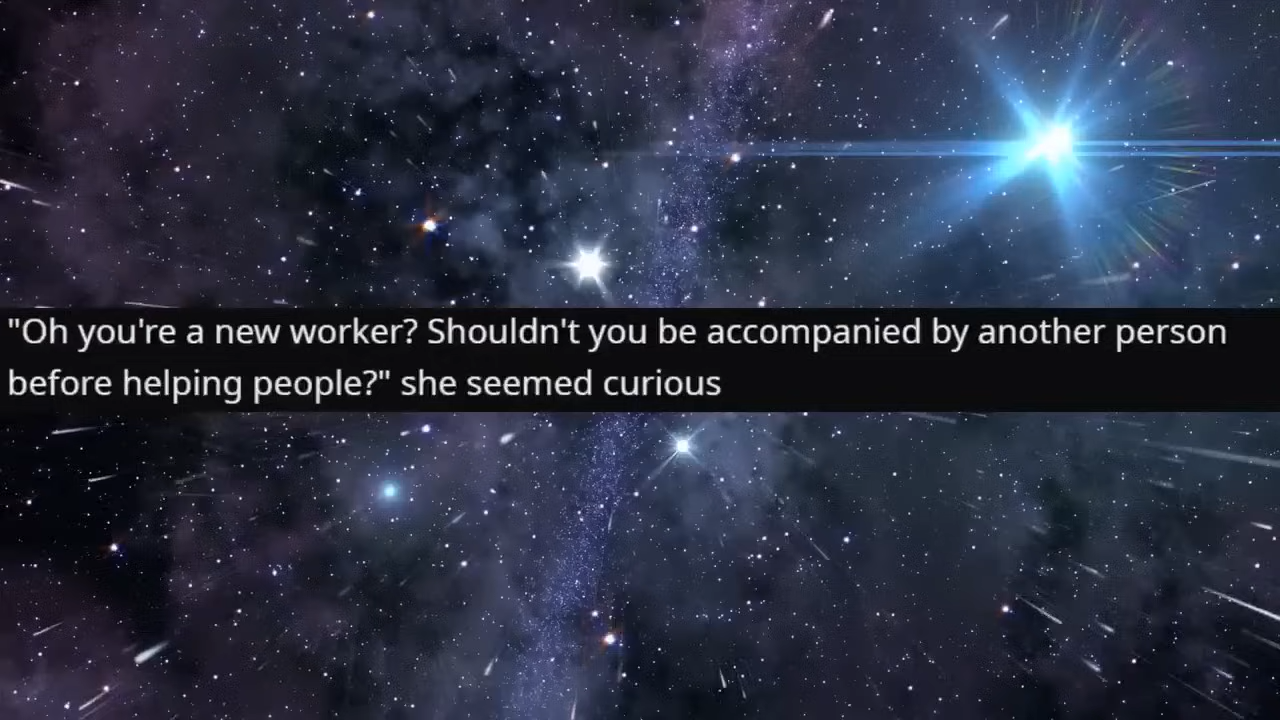 "Oh you're a new worker? Shouldn't you be accompanied by another person
before helping people?" she seemed curious